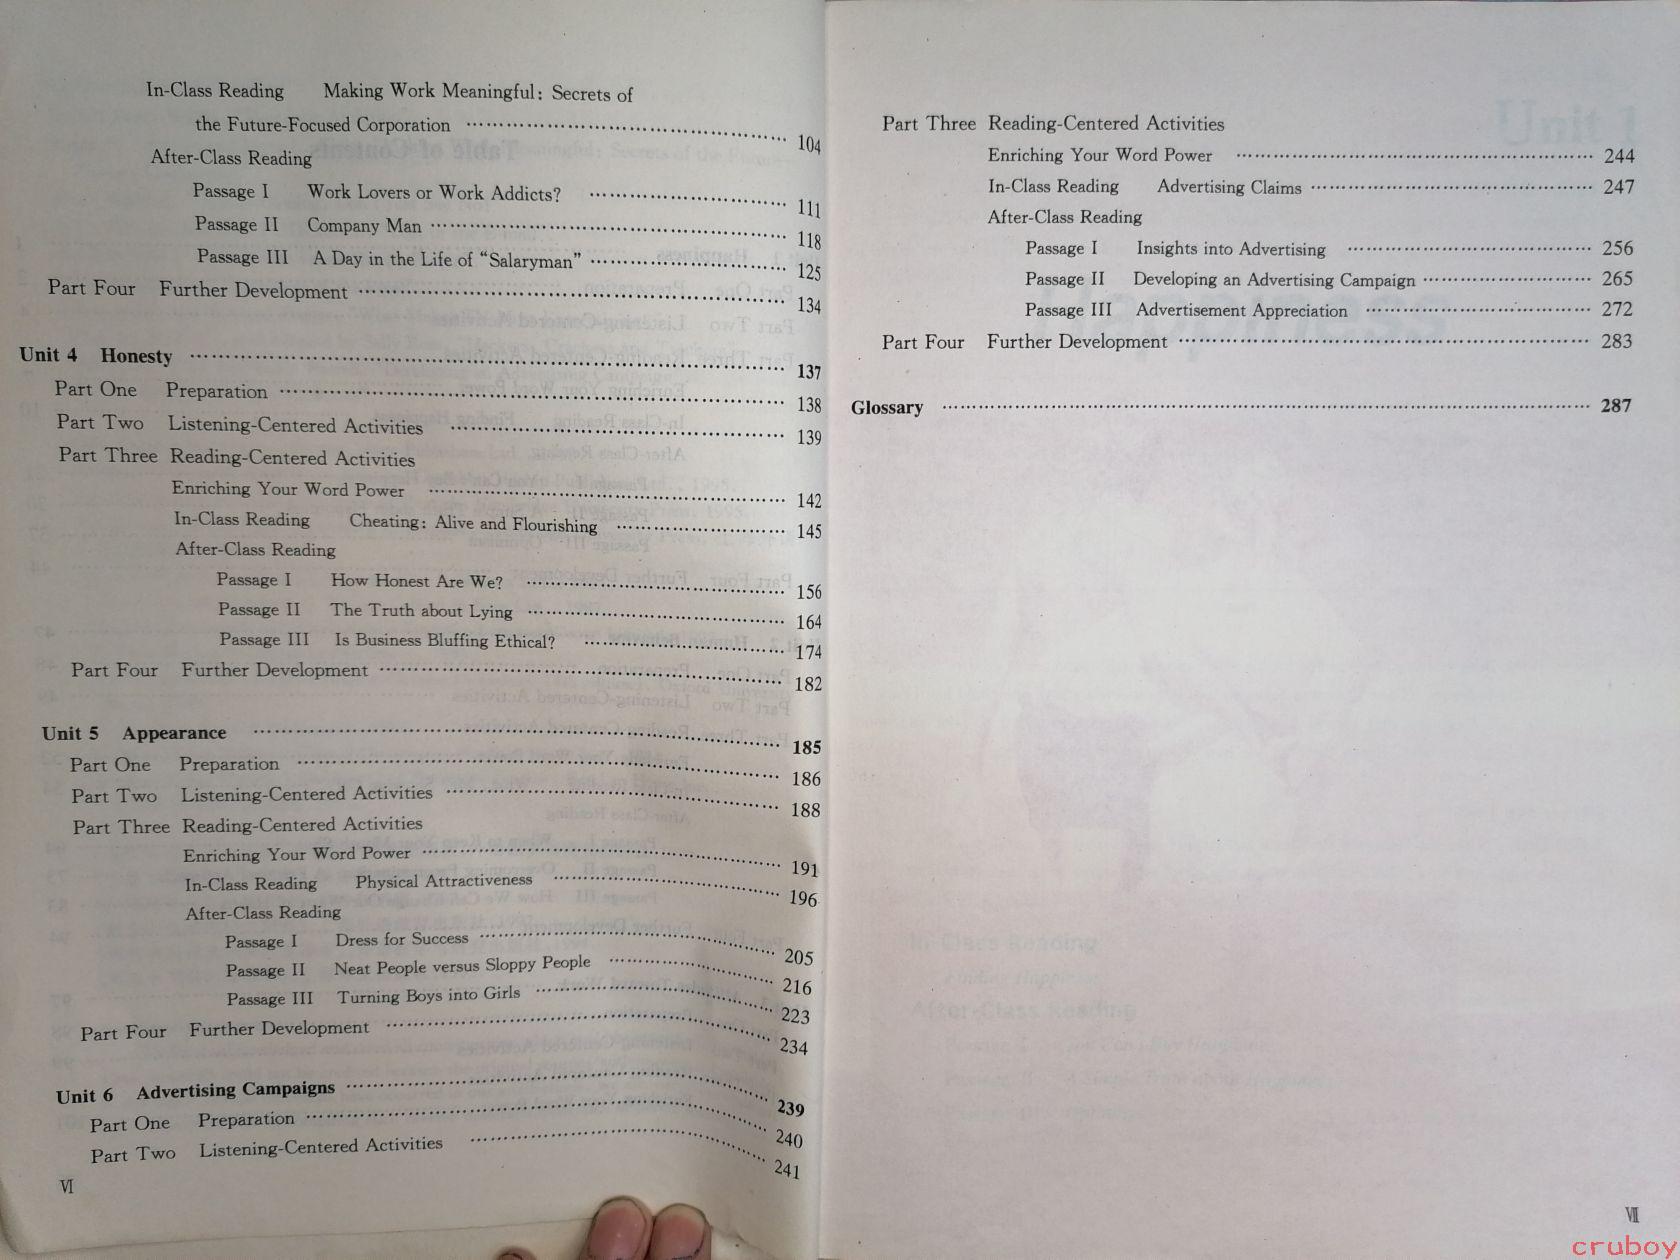 In-Class Reading Making Work Meaningful: Secrets of
the Future-Focused Corporation ................ 104
After-Class Reading
Passage I Work Lovers or Work Addicts? ................ 111
Passage II Company Man ................ 118
Passage III A Day in the Life of “Salaryman” ................ 125
Part Four Further Development ................ 134
Unit 4 Honesty ................ 137
Part One Preparation ................ 138
Part Two Listening-Centered Activities ................ 139
Part Three Reading-Centered Activities
Enriching Your Word Power ................ 142
In-Class Reading Cheating: Alive and Flourishing ................ 145
After-Class Reading
Passage I How Honest Are We? ................ 156
Passage II The Truth about Lying ................ 164
Passage III Is Business Bluffing Ethical? ................ 174
Part Four Further Development ................ 182
Unit 5 Appearance ................ 185
Part One Preparation ................ 186
Part Two Listening-Centered Activities ................ 188
Part Three Reading-Centered Activities
Enriching Your Word Power ................ 191
In-Class Reading Physical Attractiveness ................ 196
After-Class Reading
Passage I Dress for Success ................ 205
Passage II Neat People versus Sloppy People ................ 216
Passage III Turning Boys into Girls ................ 223
Part Four Further Development ................ 234
Unit 6 Advertising Campaigns ................ 239
Part One Preparation ................ 240
Part Two Listening-Centered Activities ................ 241
Ⅵ
Part Three Reading-Centered Activities
Enriching Your Word Power ................ 244
In-Class Reading Advertising Claims ................ 247
After-Class Reading
Passage I Insights into Advertising ................ 256
Passage II Developing an Advertising Campaign ................ 265
Passage III Advertisement Appreciation ................ 272
Part Four Further Development ................ 283
Glossary ................ 287
Ⅶ
cruboy